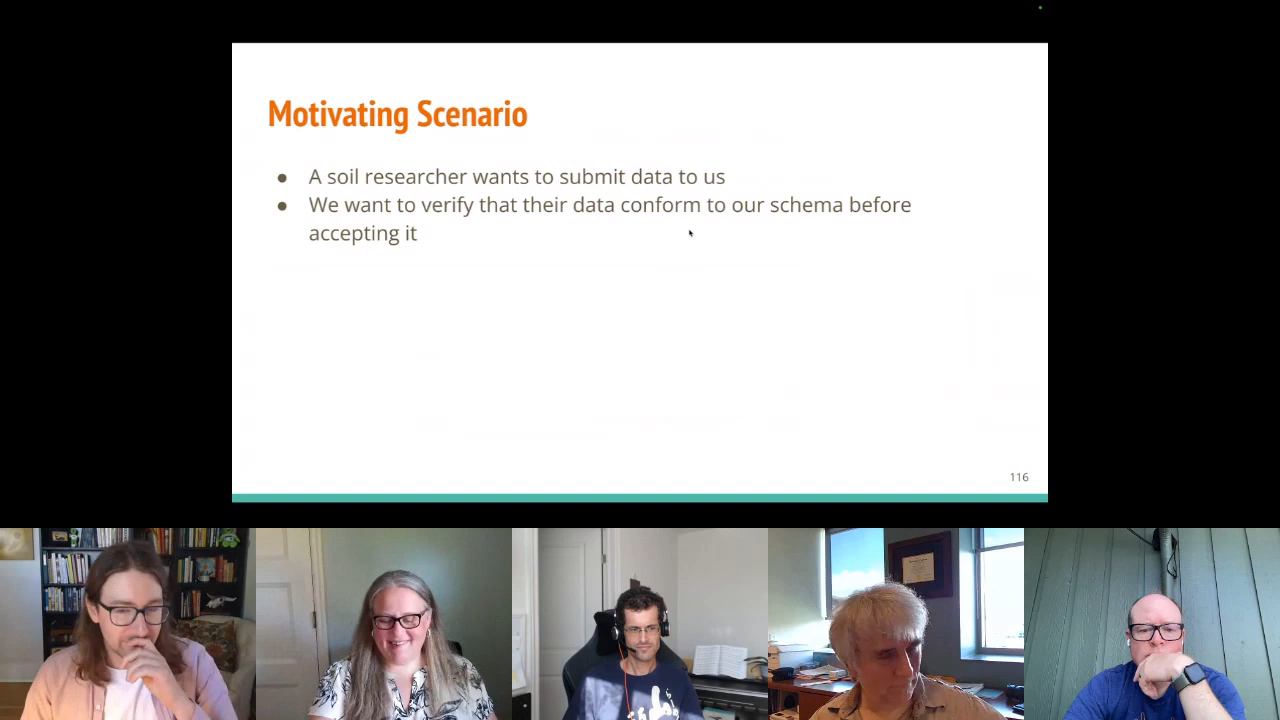 Motivating Scenario
● A soil researcher wants to submit data to us
● We want to verify that their data conform to our schema before
accepting it
116